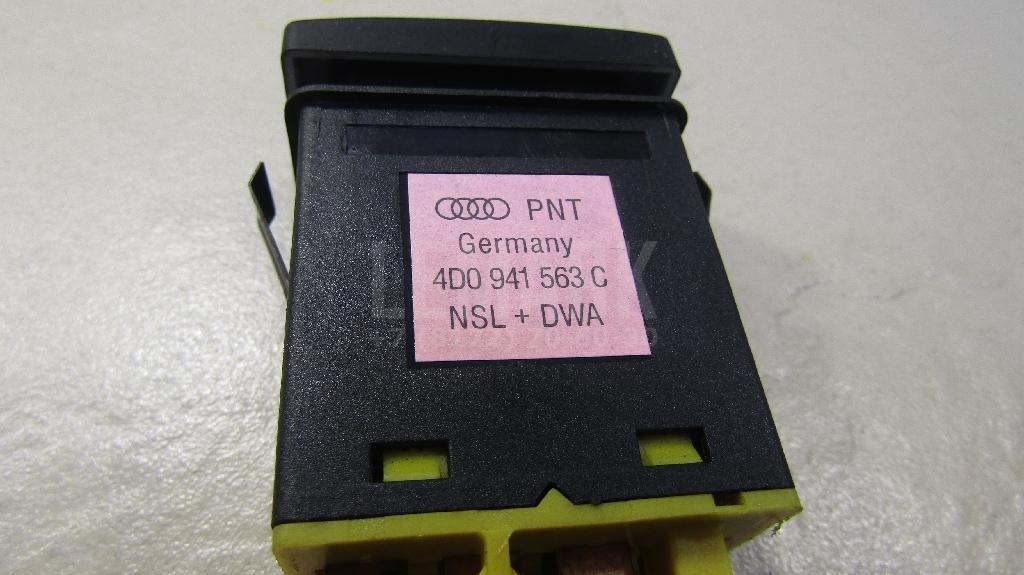 PNT
Germany
4D0 941 563 C
NSL + DWA